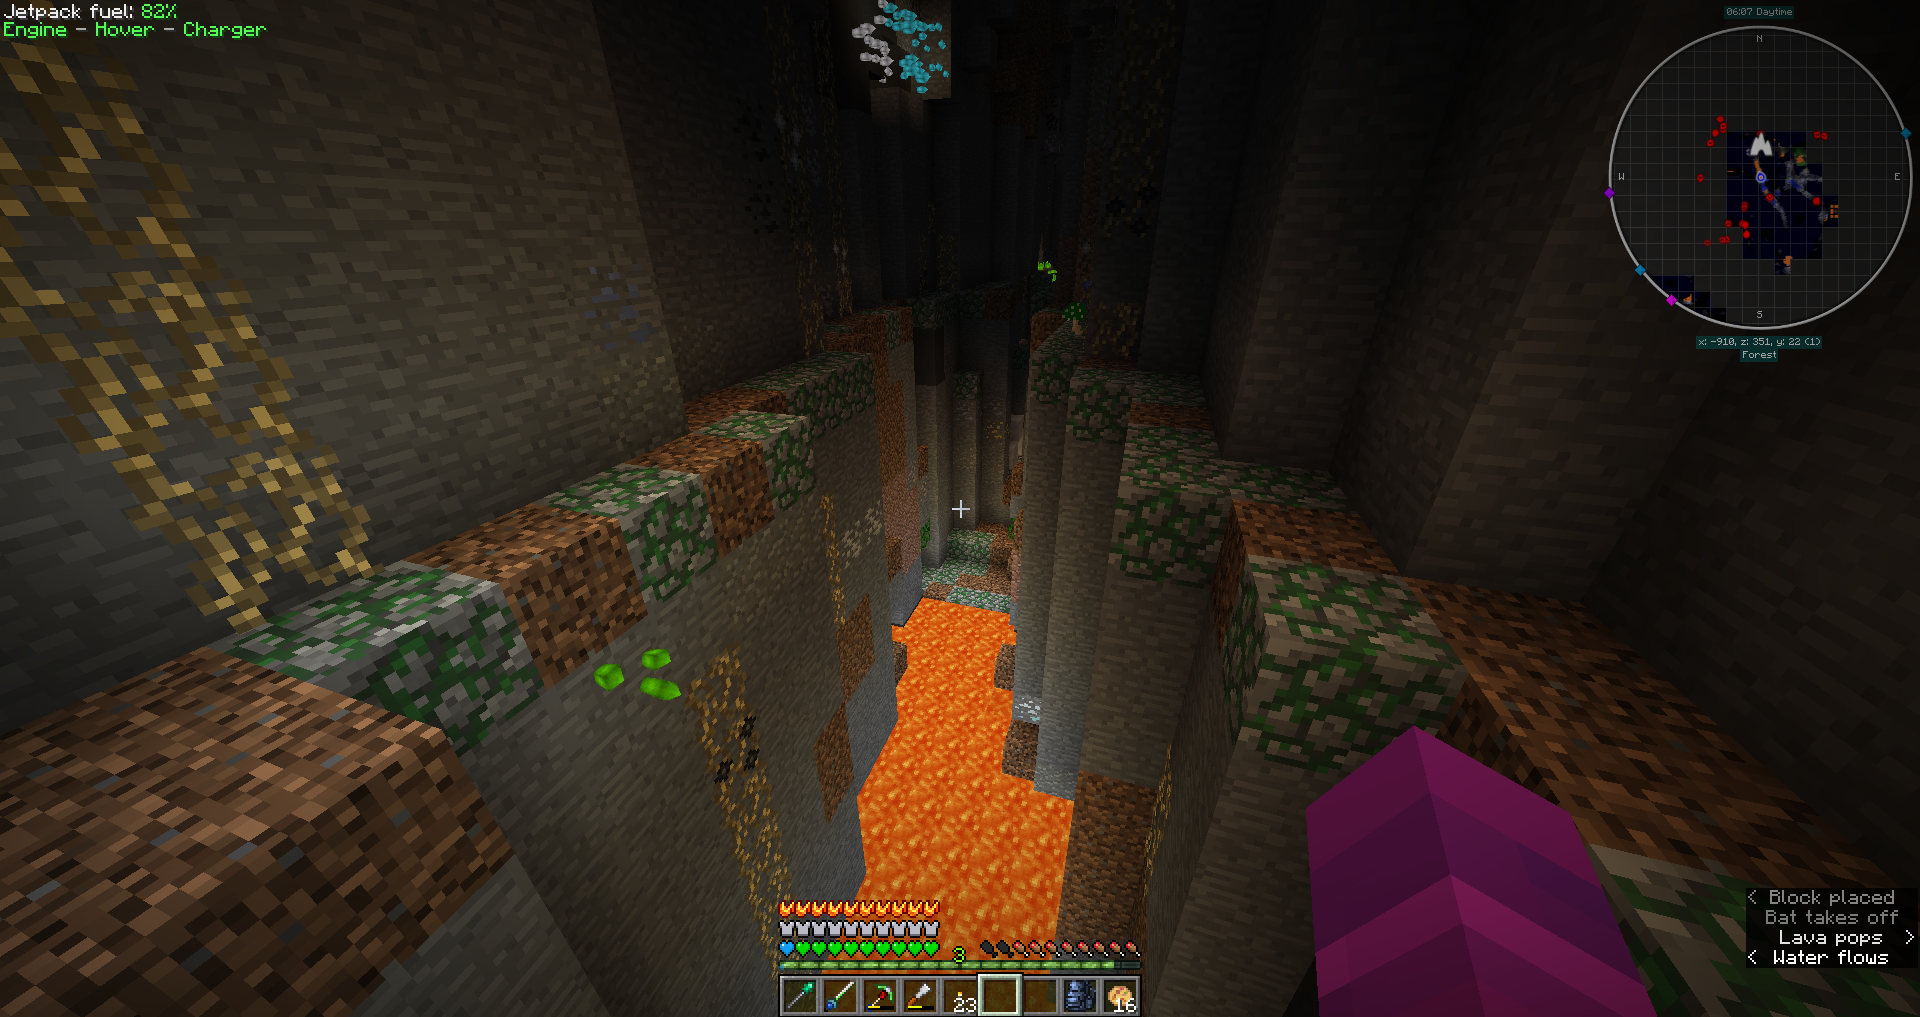 Jetpack fuel: 82%
Engine - Hover - Charger
06:07 Daytime
N
W
E
S
x: -910, z: 351, y: 22 (1)
Forest
< Block placed
Bat takes off
Lava pops >
< Water flows
3
23
16